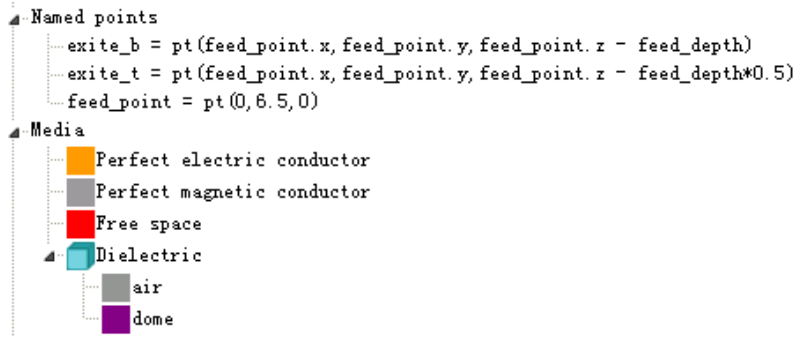 Named points
exite_b = pt(feed_point.x, feed_point.y, feed_point.z - feed_depth)
exite_t = pt(feed_point.x, feed_point.y, feed_point.z - feed_depth*0.5)
feed_point = pt(0,6.5,0)
Media
Perfect electric conductor
Perfect magnetic conductor
Free space
Dielectric
air
dome